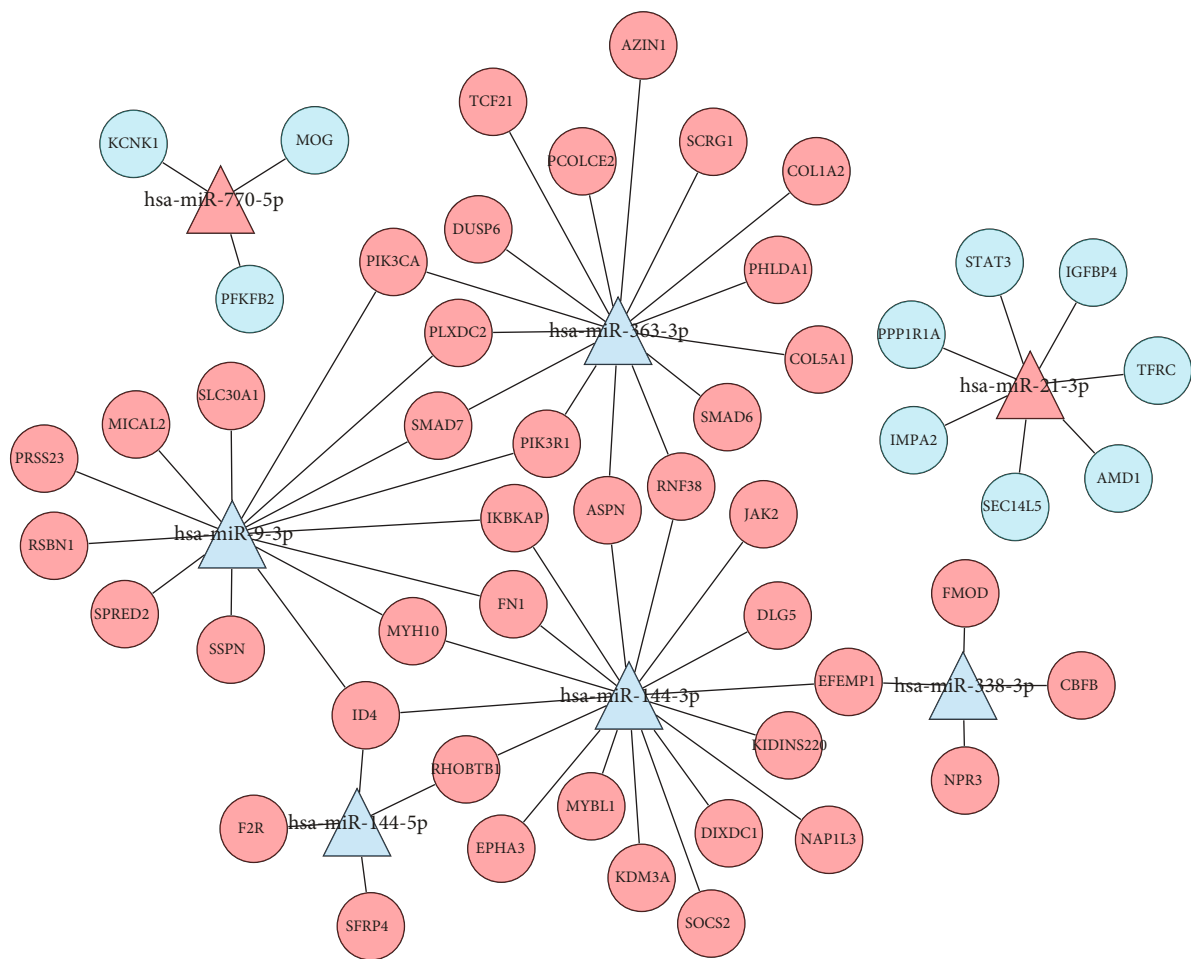 AZIN1
TCF21
KCNK1
MOG
SCRG1
PCOLCE2
COL1A2
hsa-miR-770-5p
DUSP6
PIK3CA
STAT3
PHLDA1
IGFBP4
PFKFB2
PLXDC2
hsa-miR-363-3p
PPP1R1A
COL5A1
TFRC
hsa-miR-21-3p
SLC30A1
MICAL2
SMAD7
SMAD6
PIK3R1
IMPA2
PRSS23
AMD1
RNF38
SEC14L5
ASPN
JAK2
IKBKAP
hsa-miR-9-3p
RSBN1
FMOD
FN1
SPRED2
DLG5
MYH10
SSPN
EFEMP1
hsa-miR-338-3p
CBFB
hsa-miR-144-3p
ID4
KIDINS220
RHOBTB1
NPR3
MYBL1
hsa-miR-144-5p
F2R
DIXDC1
NAP1L3
EPHA3
KDM3A
SOCS2
SFRP4